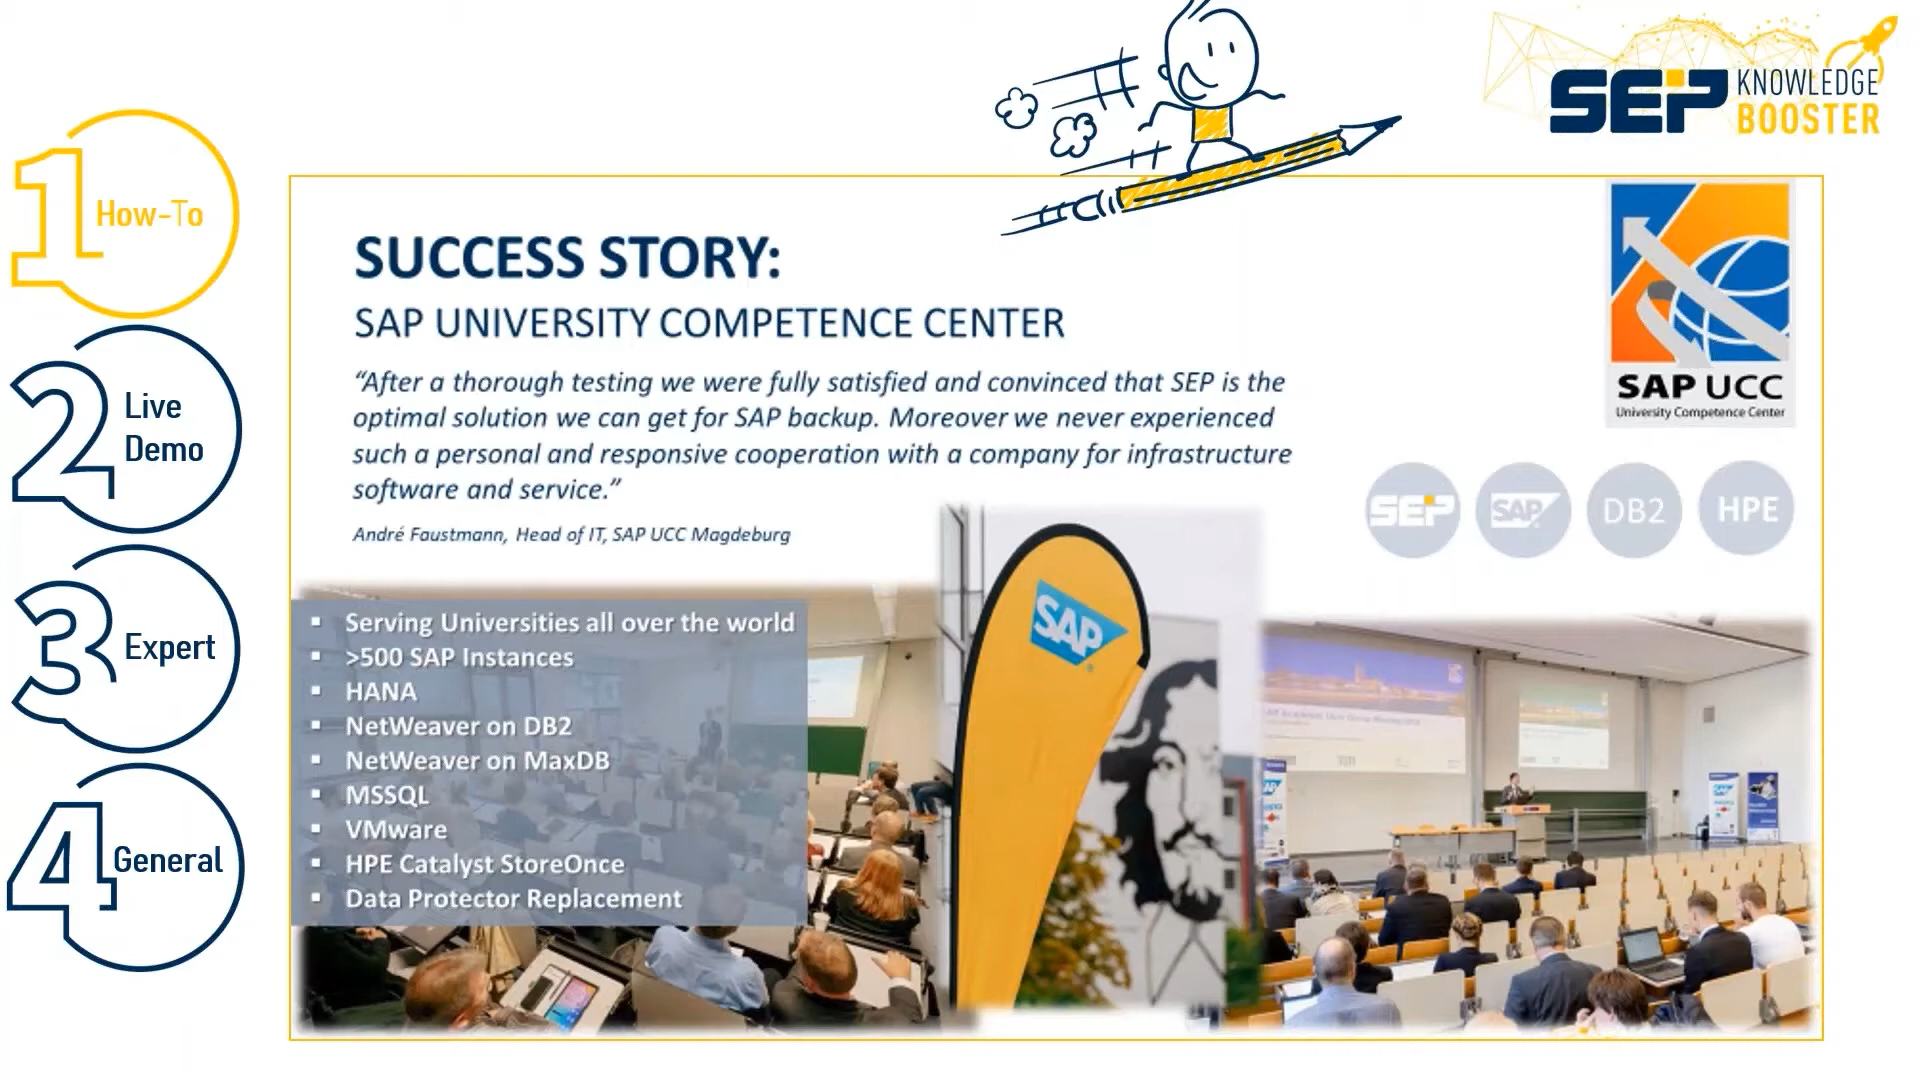 SEP KNOWLEDGE
BOOSTER
1 How-To
2 Live
Demo
3 Expert
4 General
SUCCESS STORY:
SAP UNIVERSITY COMPETENCE CENTER
“After a thorough testing we were fully satisfied and convinced that SEP is the
optimal solution we can get for SAP backup. Moreover we never experienced
such a personal and responsive cooperation with a company for infrastructure
software and service.”
André Faustmann, Head of IT, SAP UCC Magdeburg
SAP UCC
University Competence Center
SEP SAP DB2 HPE
▪ Serving Universities all over the world
▪ >500 SAP Instances
▪ HANA
▪ NetWeaver on DB2
▪ NetWeaver on MaxDB
▪ MSSQL
▪ VMware
▪ HPE Catalyst StoreOnce
▪ Data Protector Replacement
SAP
SAP
SAP